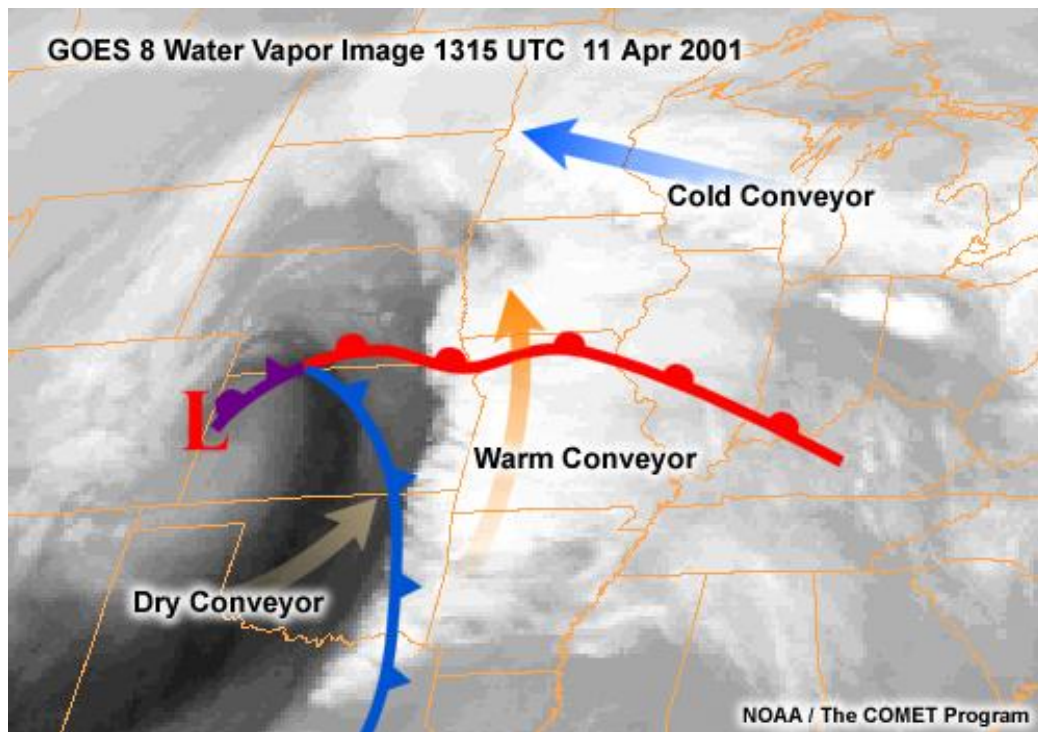 GOES 8 Water Vapor Image 1315 UTC 11 Apr 2001
Cold Conveyor
L
Warm Conveyor
Dry Conveyor
NOAA / The COMET Program